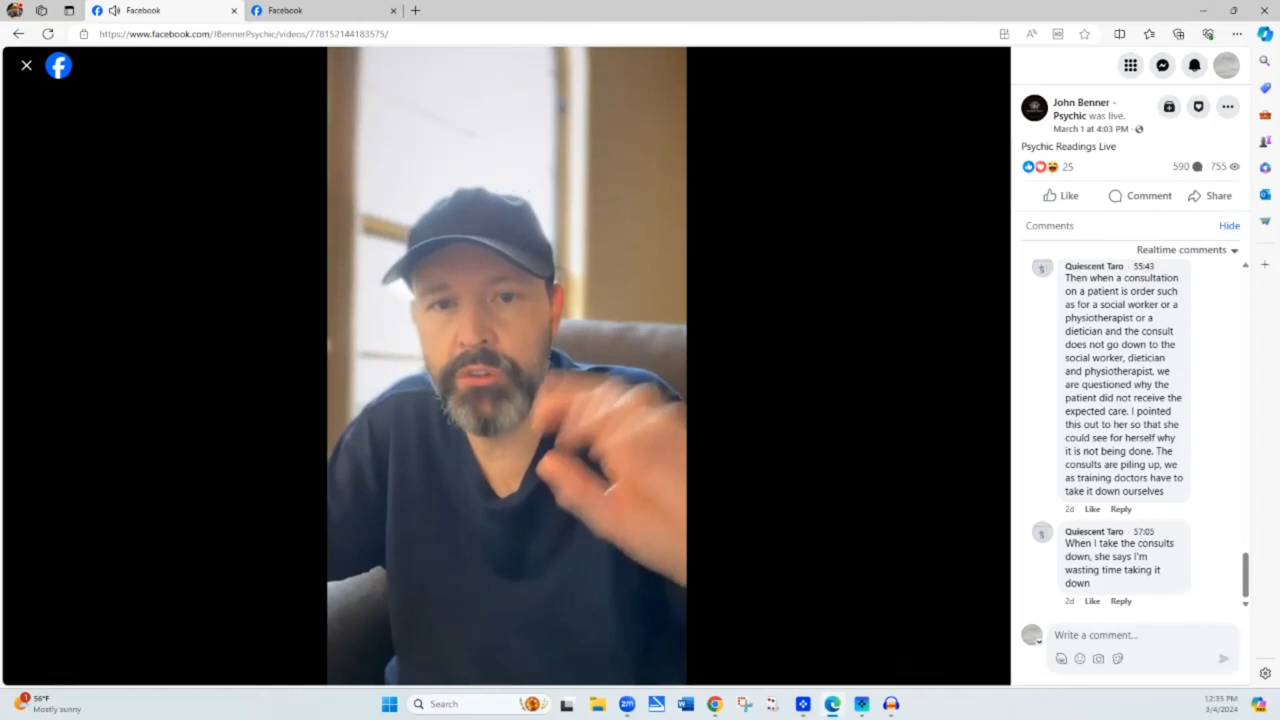 Facebook
Facebook
https://www.facebook.com/JBennerPsychic/videos/778152144183575/
John Benner -
Psychic was live.
March 1 at 4:03 PM ·
Psychic Readings Live
25
590
755
Like
Comment
Share
Comments
Hide
Realtime comments
Quiescent Taro · 55:43
Then when a consultation
on a patient is order such
as for a social worker or a
physiotherapist or a
dietician and the consult
does not go down to the
social worker, dietician
and physiotherapist, we
are questioned why the
patient did not receive the
expected care. I pointed
this out to her so that she
could see for herself why
it is not being done. The
consults are piling up, we
as training doctors have to
take it down ourselves
2d Like Reply
Quiescent Taro · 57:05
When I take the consults
down, she says I'm
wasting time taking it
down
2d Like Reply
Write a comment...
1
56°F
Mostly sunny
Search
zm
12:35 PM
3/4/2024